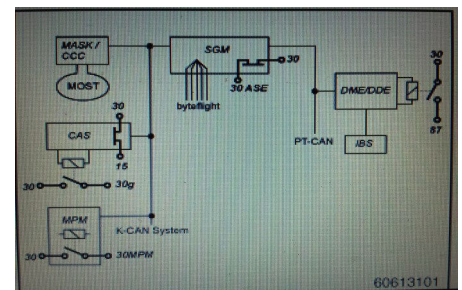 MASK /
CCC
MOST
SGM
30
30 ASE
byteflight
30
DME/DDE
87
IBS
PT-CAN
30
CAS
15
30
30g
MPM
K-CAN System
30
30MPM
60613101